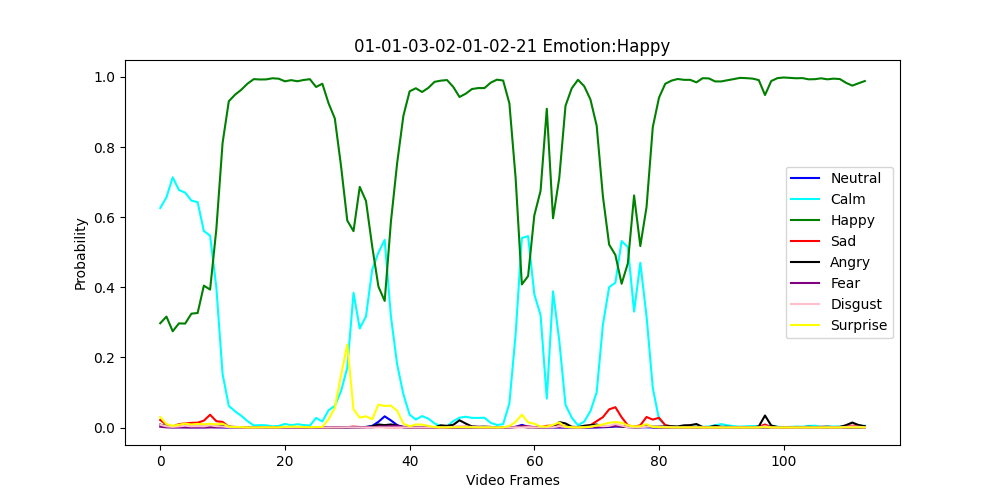 01-01-03-02-01-02-21 Emotion:Happy
1.0
0.8
0.6
0.4
0.2
0.0
Probability
0 20 40 60 80 100
Video Frames
Neutral
Calm
Happy
Sad
Angry
Fear
Disgust
Surprise